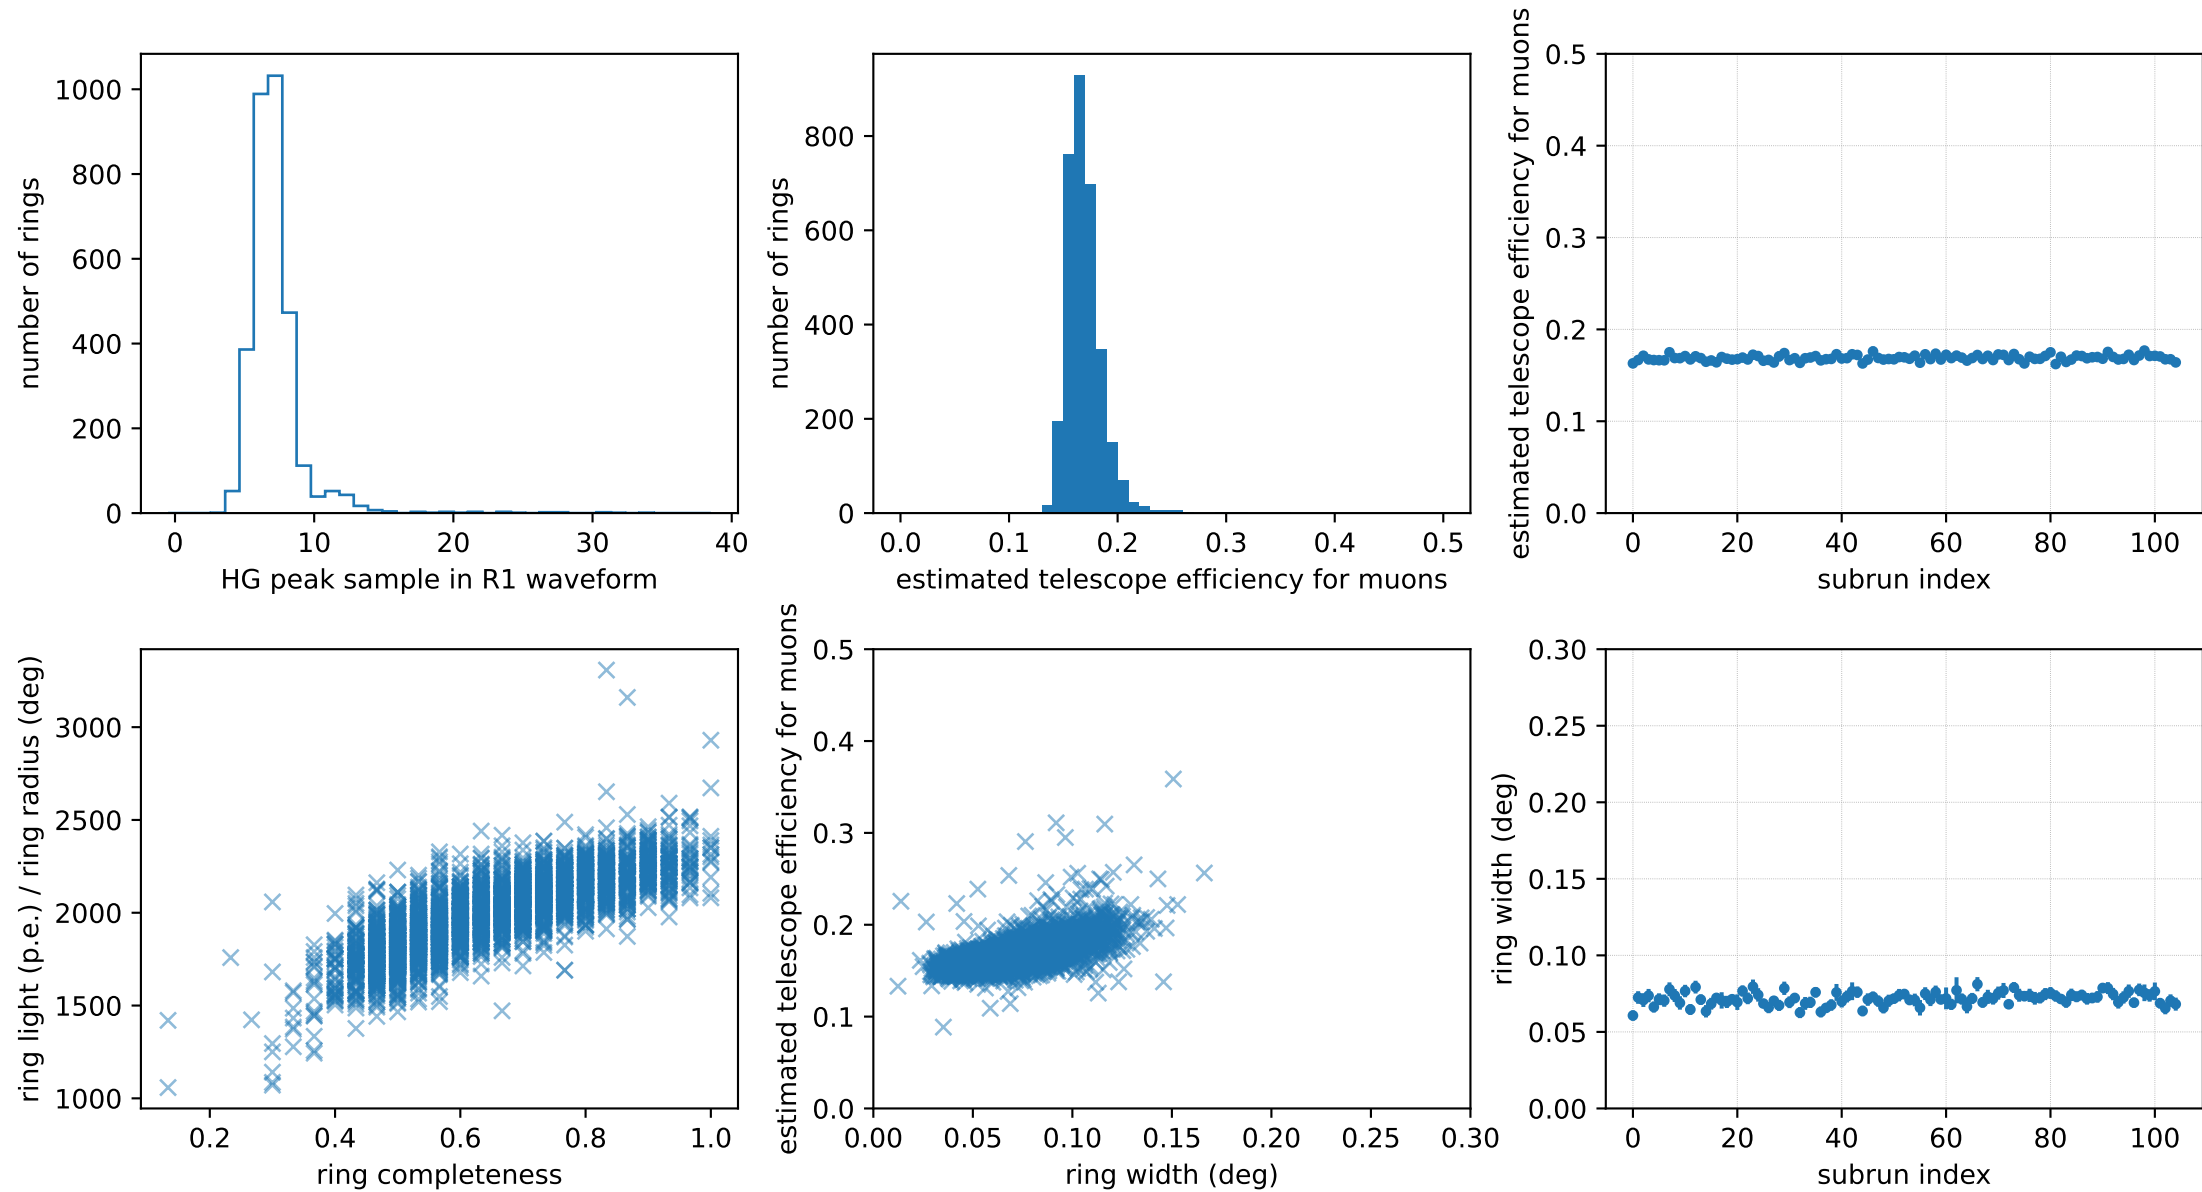 number of rings
1000
800
600
400
200
0
0 10 20 30 40
HG peak sample in R1 waveform
number of rings
800
600
400
200
0
0.0 0.1 0.2 0.3 0.4 0.5
estimated telescope efficiency for muons
estimated telescope efficiency for muons
0.5
0.4
0.3
0.2
0.1
0.0
0 20 40 60 80 100
subrun index
ring light (p.e.) / ring radius (deg)
3000
2500
2000
1500
1000
0.2 0.4 0.6 0.8 1.0
ring completeness
estimated telescope efficiency for muons
0.5
0.4
0.3
0.2
0.1
0.0
0.00 0.05 0.10 0.15 0.20 0.25 0.30
ring width (deg)
ring width (deg)
0.30
0.25
0.20
0.15
0.10
0.05
0.00
0 20 40 60 80 100
subrun index